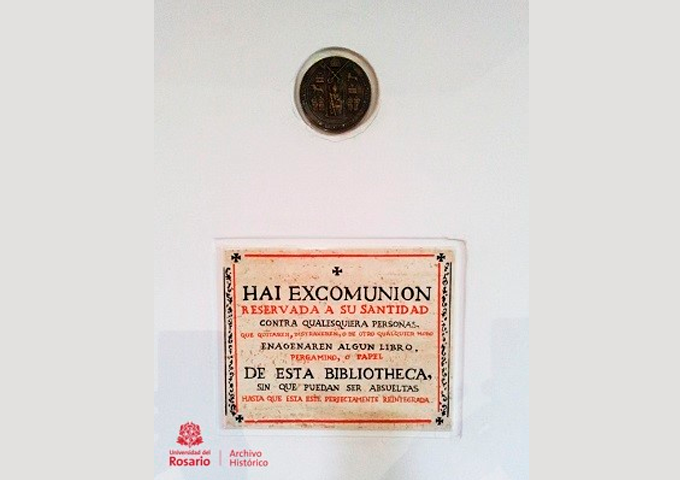 HAI EXCOMUNION
RESERVADA A SU SANTIDAD
CONTRA QUALESQUIERA PERSONAS,
QUE QUITAREN, DISTRAXEREN, O DE OTRO QUALQUIER MODO
ENAGENAREN ALGUN LIBRO,
PERGAMINO, O PAPEL
DE ESTA BIBLIOTHECA,
SIN QUE PUEDAN SER ABSUELTAS
HASTA QUE ESTA ESTÉ PERFECTAMENTE REINTEGRADA.
Universidad del
Rosario
Archivo
Histórico